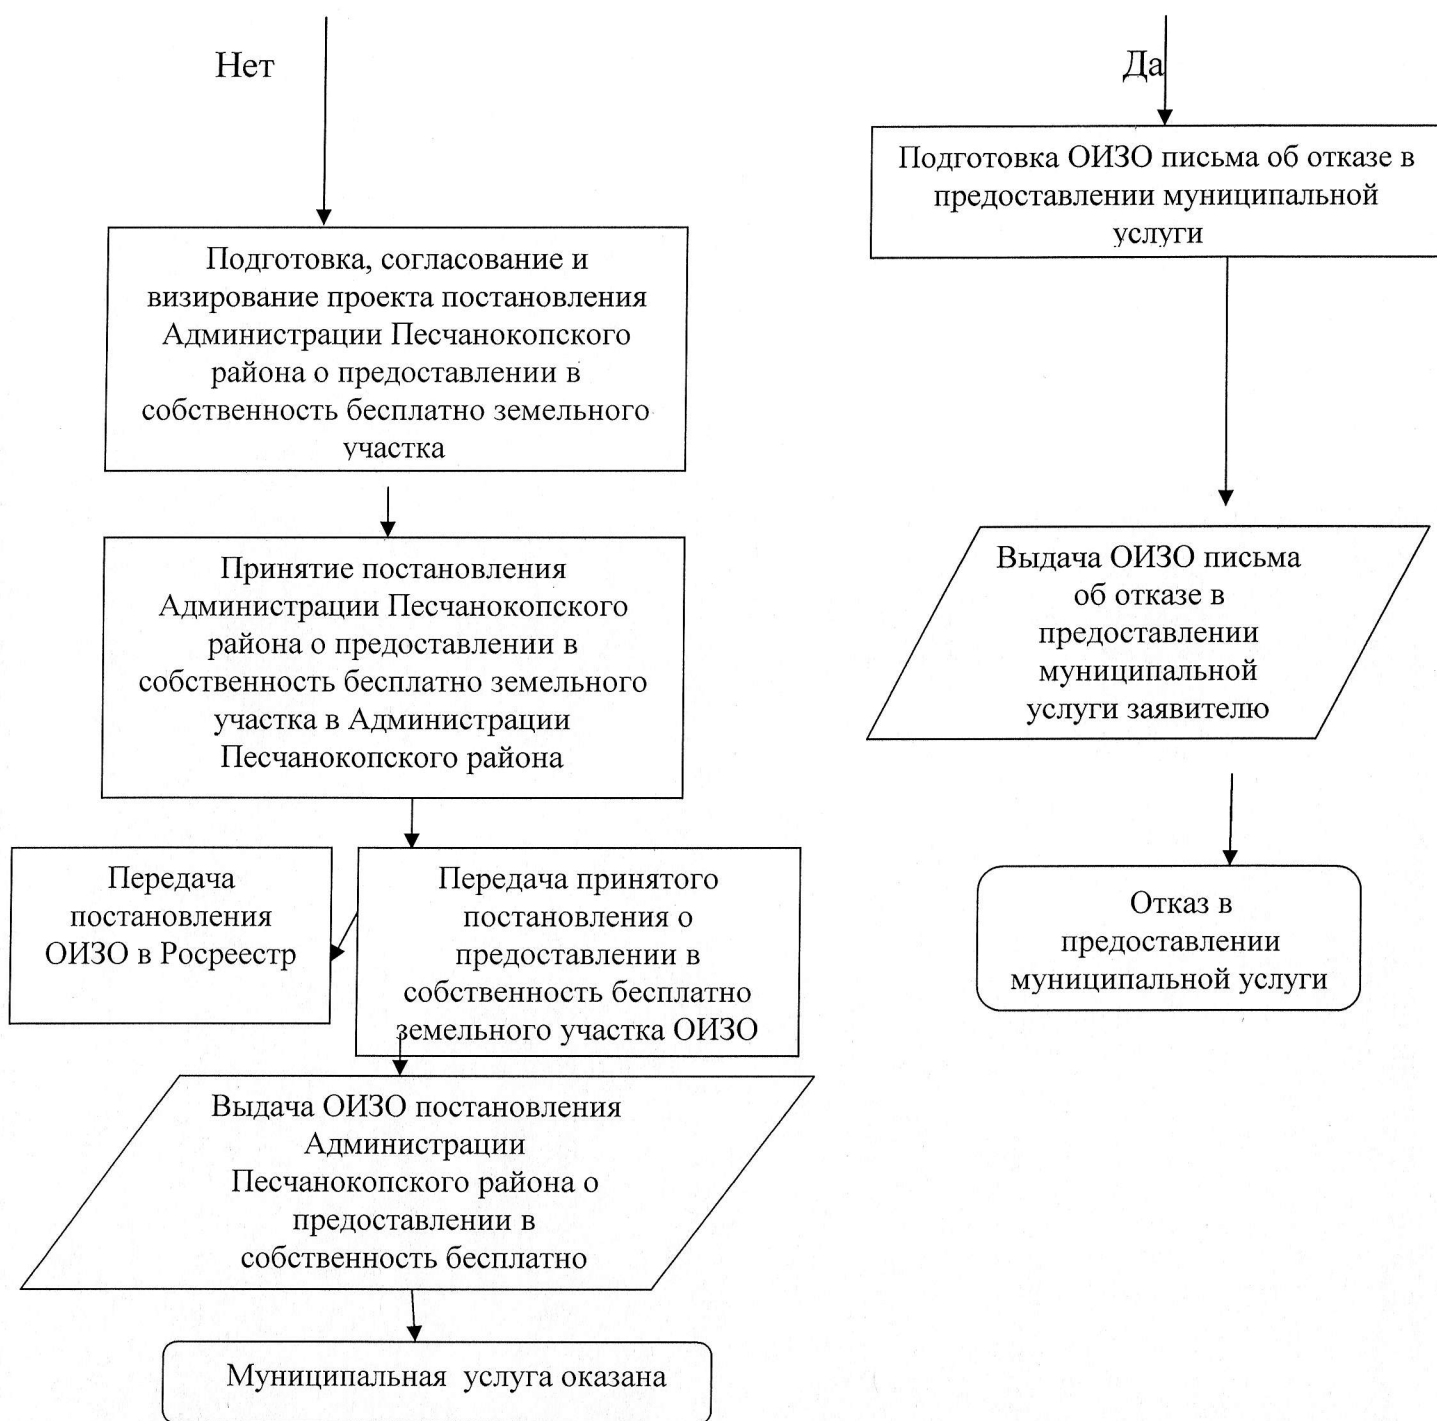 Нет
Подготовка, согласование и
визирование проекта постановления
Администрации Песчанокопского
района о предоставлении в
собственность бесплатно земельного
участка
Принятие постановления
Администрации Песчанокопского
района о предоставлении в
собственность бесплатно земельного
участка в Администрации
Песчанокопского района
Передача
постановления
ОИЗО в Росреестр
Передача принятого
постановления о
предоставлении в
собственность бесплатно
земельного участка ОИЗО
Выдача ОИЗО постановления
Администрации
Песчанокопского района о
предоставлении в
собственность бесплатно
Муниципальная услуга оказана
Да
Подготовка ОИЗО письма об отказе в
предоставлении муниципальной
услуги
Выдача ОИЗО письма
об отказе в
предоставлении
муниципальной
услуги заявителю
Отказ в
предоставлении
муниципальной услуги